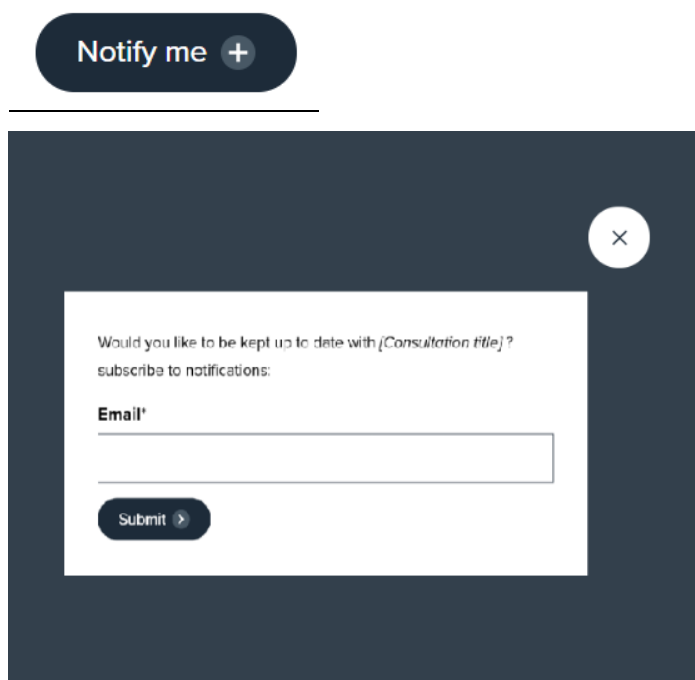 Notify me
Would you like to be kept up to date with [Consultation title] ?
subscribe to notifications:
Email*
Submit